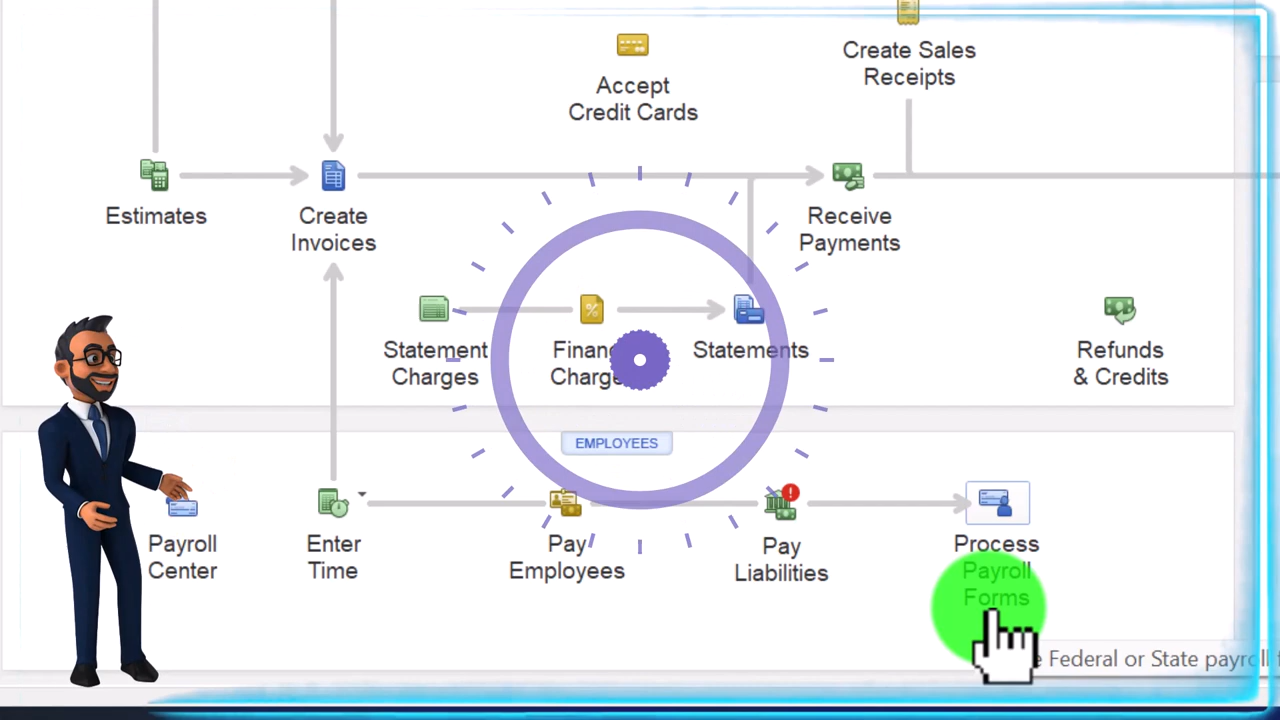 Create Sales
Receipts
Accept
Credit Cards
Estimates
Create
Invoices
Receive
Payments
Statement
Charges
Statements
Refunds
& Credits
EMPLOYEES
Payroll
Center
Enter
Time
Pay
Employees
Pay
Liabilities
Process
Payroll
Forms
Federal or State payroll